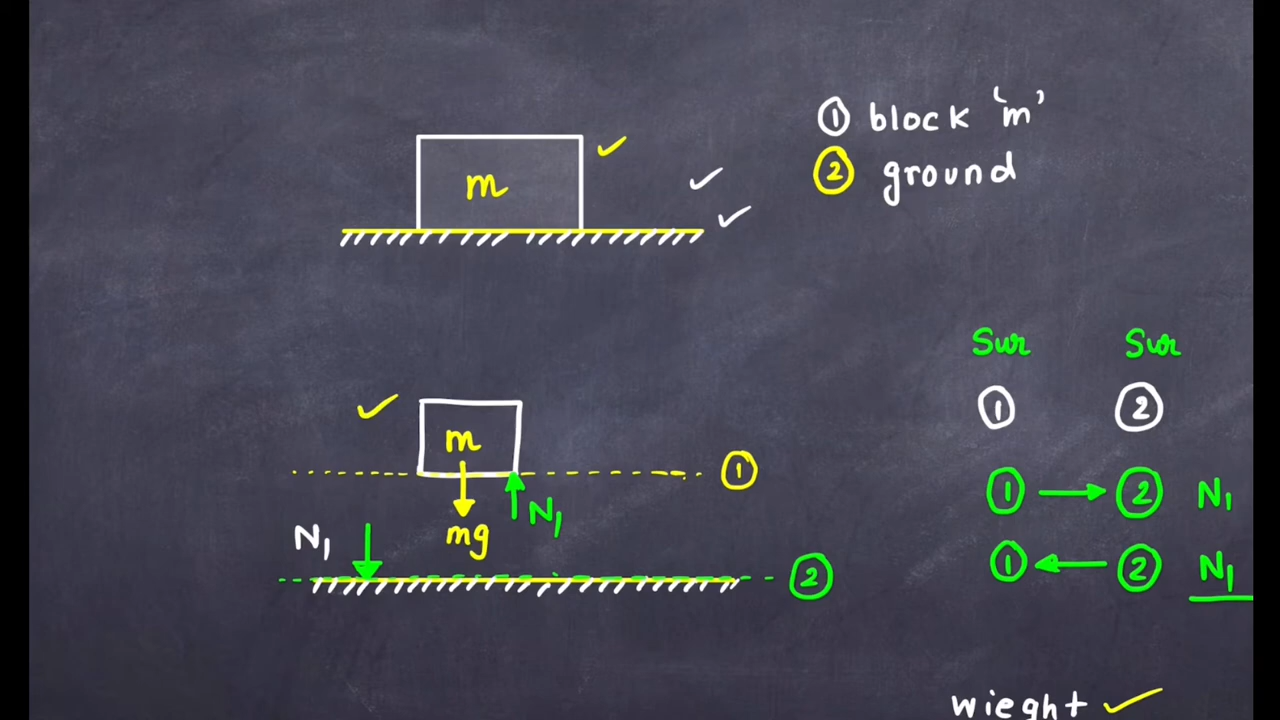 ① block 'm'
m
② ground
Sur Sur
① ②
m
①
① → ② N₁
N₁
mg
N₁
① ← ② N₁
②
wieght ✓